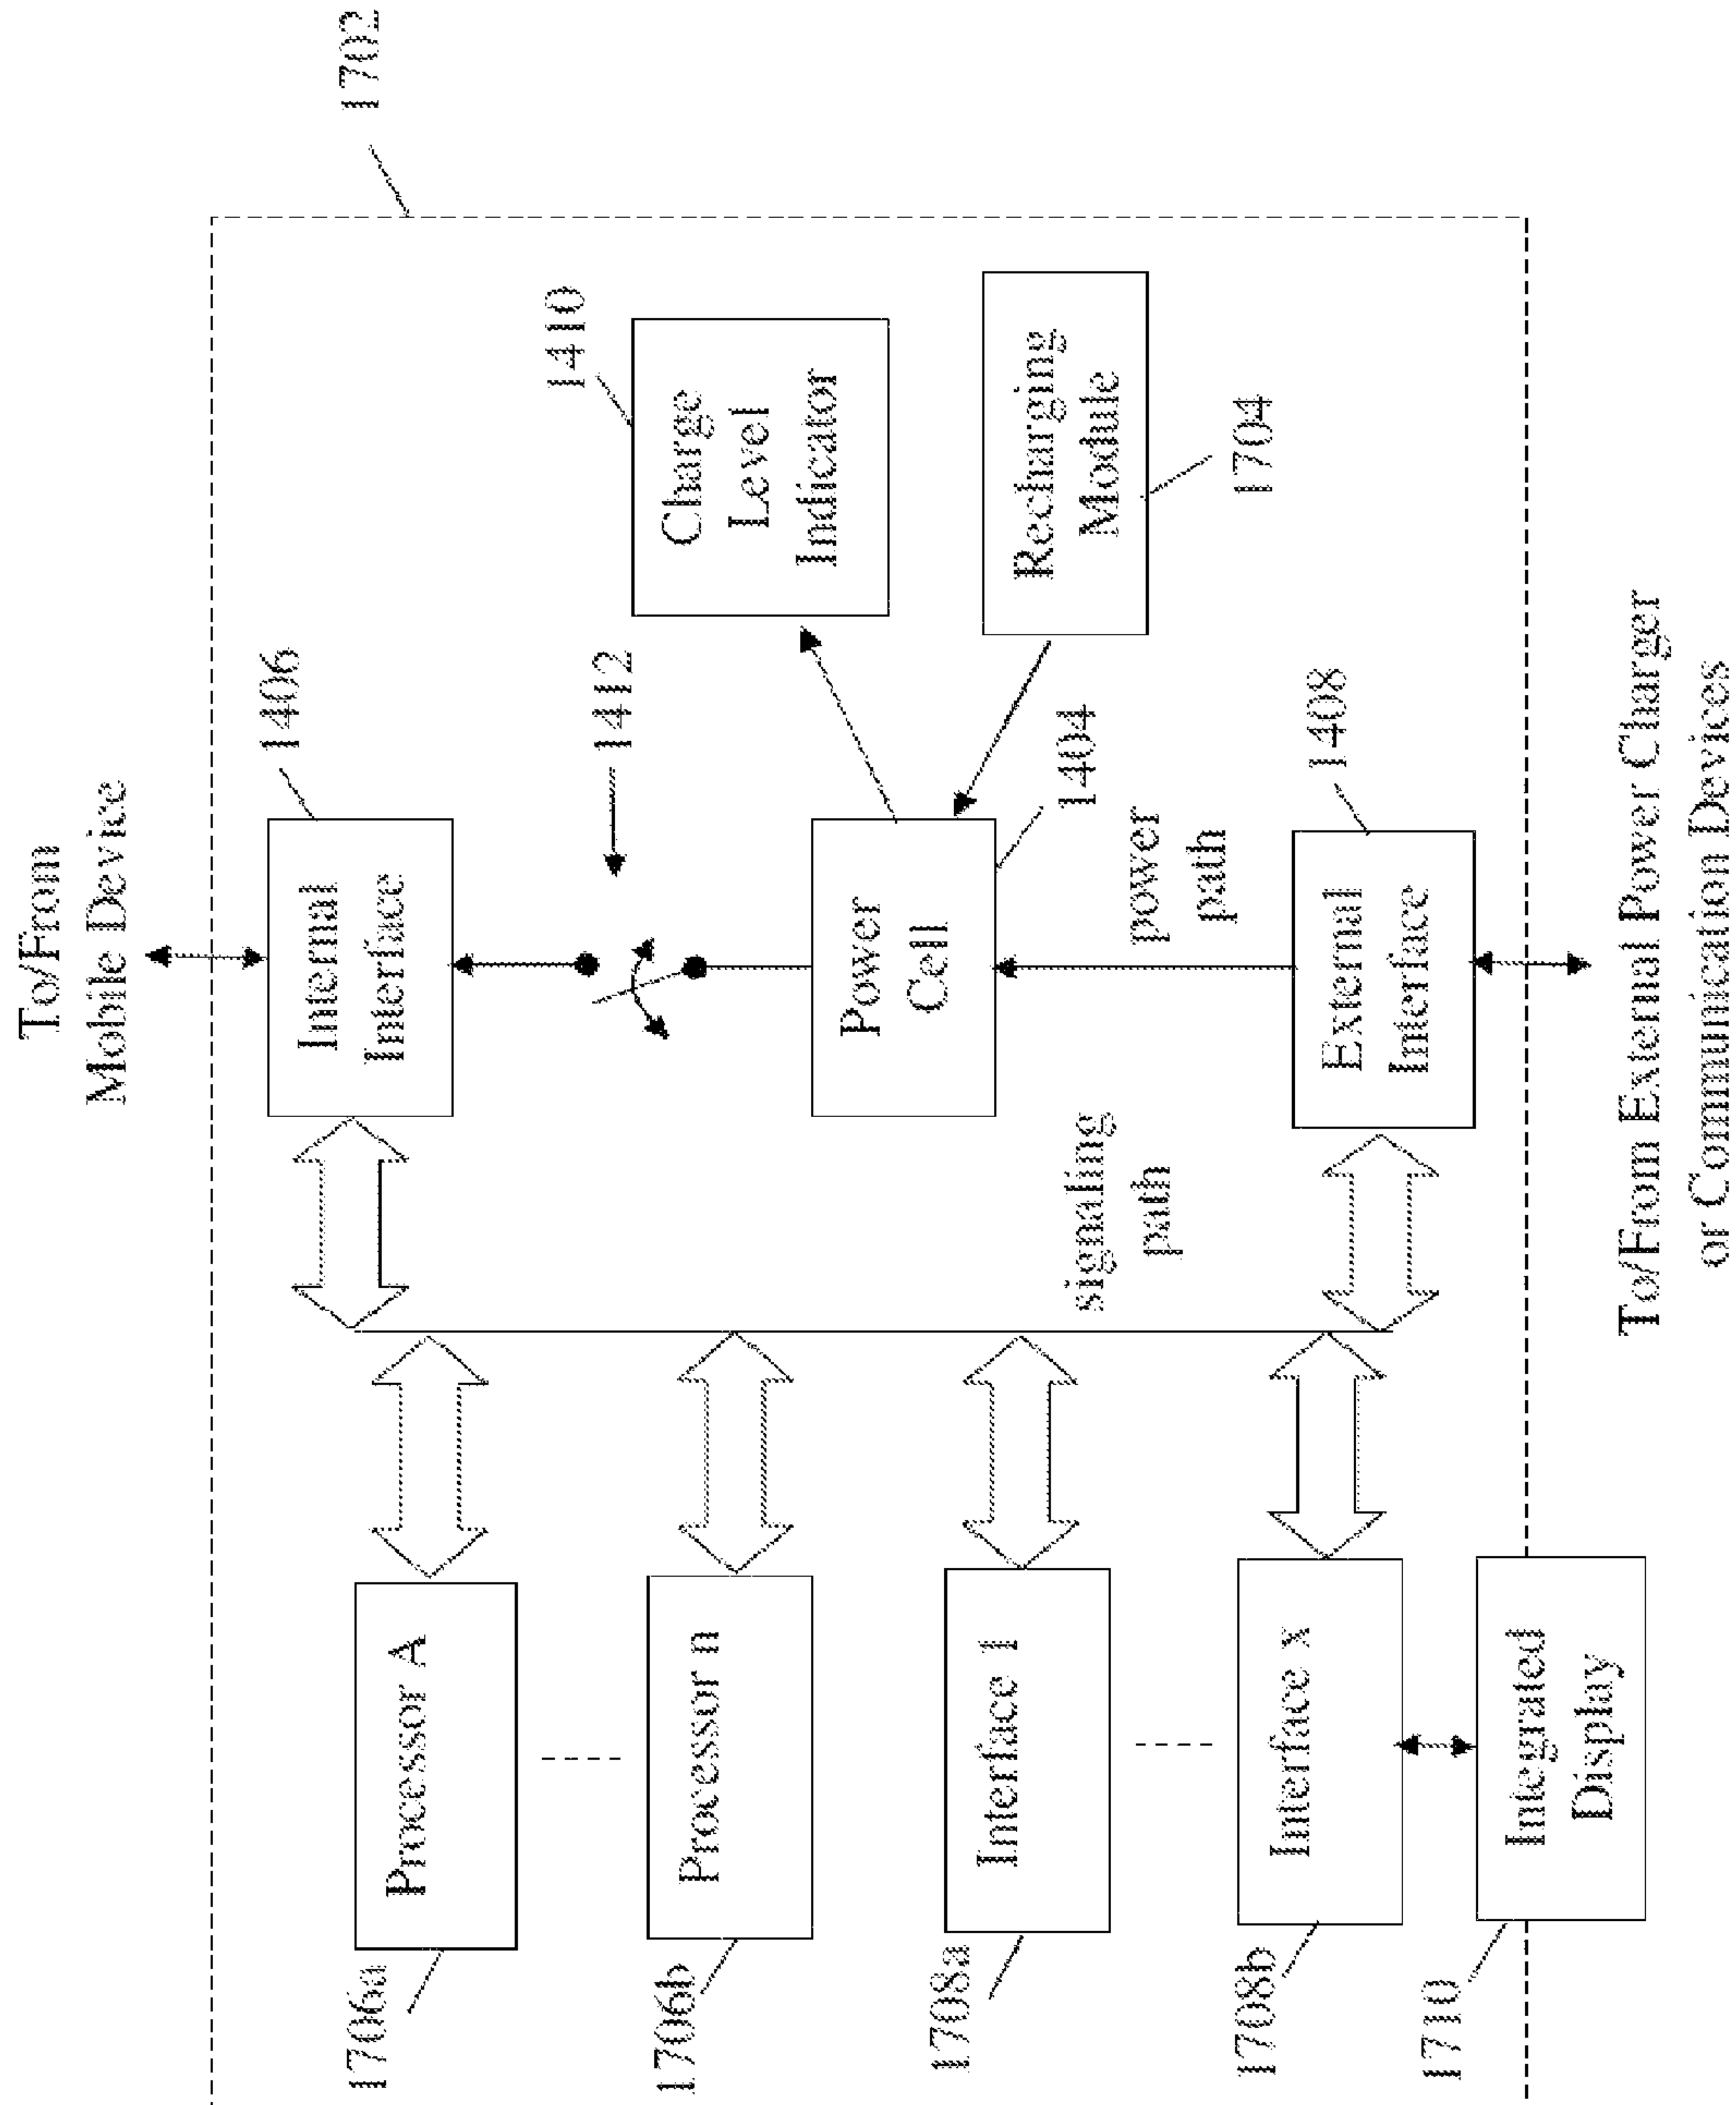 1702
To/From
Mobile Device
1406
Internal
Interface
1412
1410
Charge
Level
Indicator
Power
Cell
1404
Recharging
Module
1704
power
path
signaling
path
External
Interface
1408
To/From External Power Charger
or Communication Devices
Processor A
1706a
Processor n
1706b
Interface 1
1708a
Interface x
1708b
Integrated
Display
1710